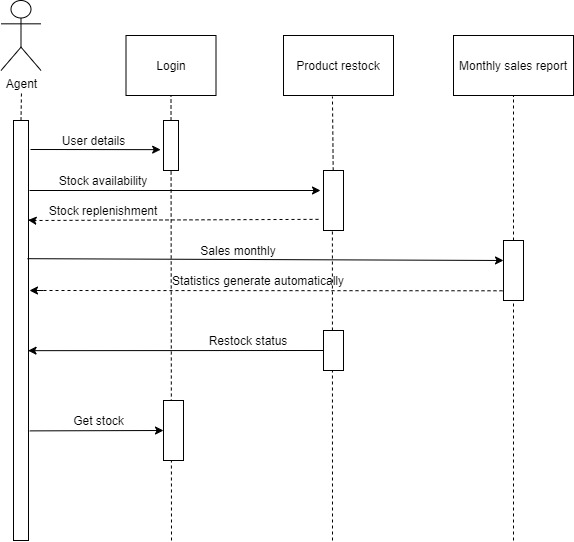 Agent
Login
Product restock
Monthly sales report
User details
Stock availability
Stock replenishment
Sales monthly
Statistics generate automatically
Restock status
Get stock